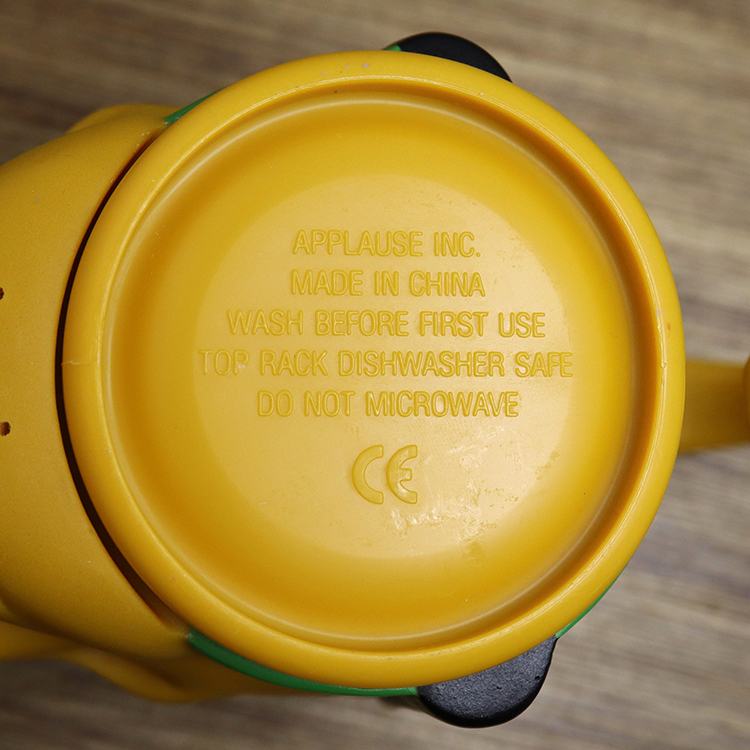 APPLAUSE INC.
MADE IN CHINA
WASH BEFORE FIRST USE
TOP RACK DISHWASHER SAFE
DO NOT MICROWAVE
CE